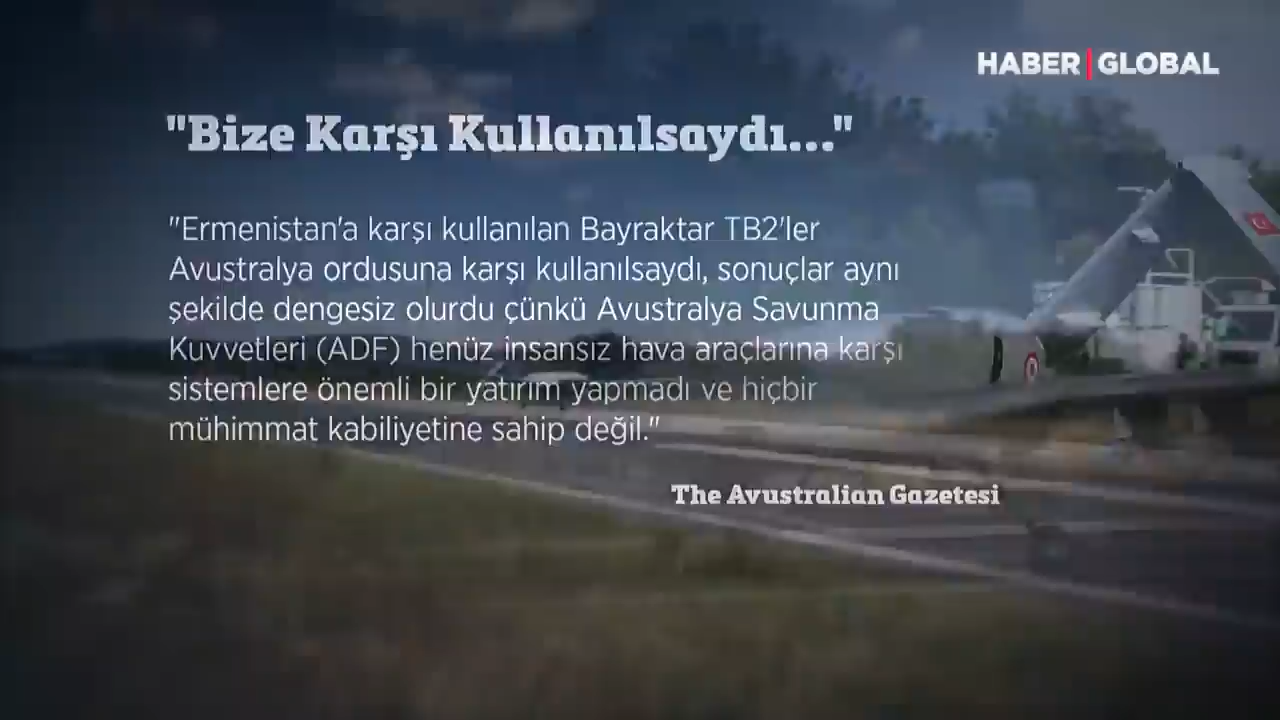 HABER|GLOBAL
"Bize Karşı Kullanılsaydı..."
"Ermenistan'a karşı kullanılan Bayraktar TB2'ler
Avustralya ordusuna karşı kullanılsaydı, sonuçlar aynı
şekilde dengesiz olurdu çünkü Avustralya Savunma
Kuvvetleri (ADF) henüz insansız hava araçlarına karşı
sistemlere önemli bir yatırım yapmadı ve hiçbir
mühimmat kabiliyetine sahip değil."
The Avustralian Gazetesi